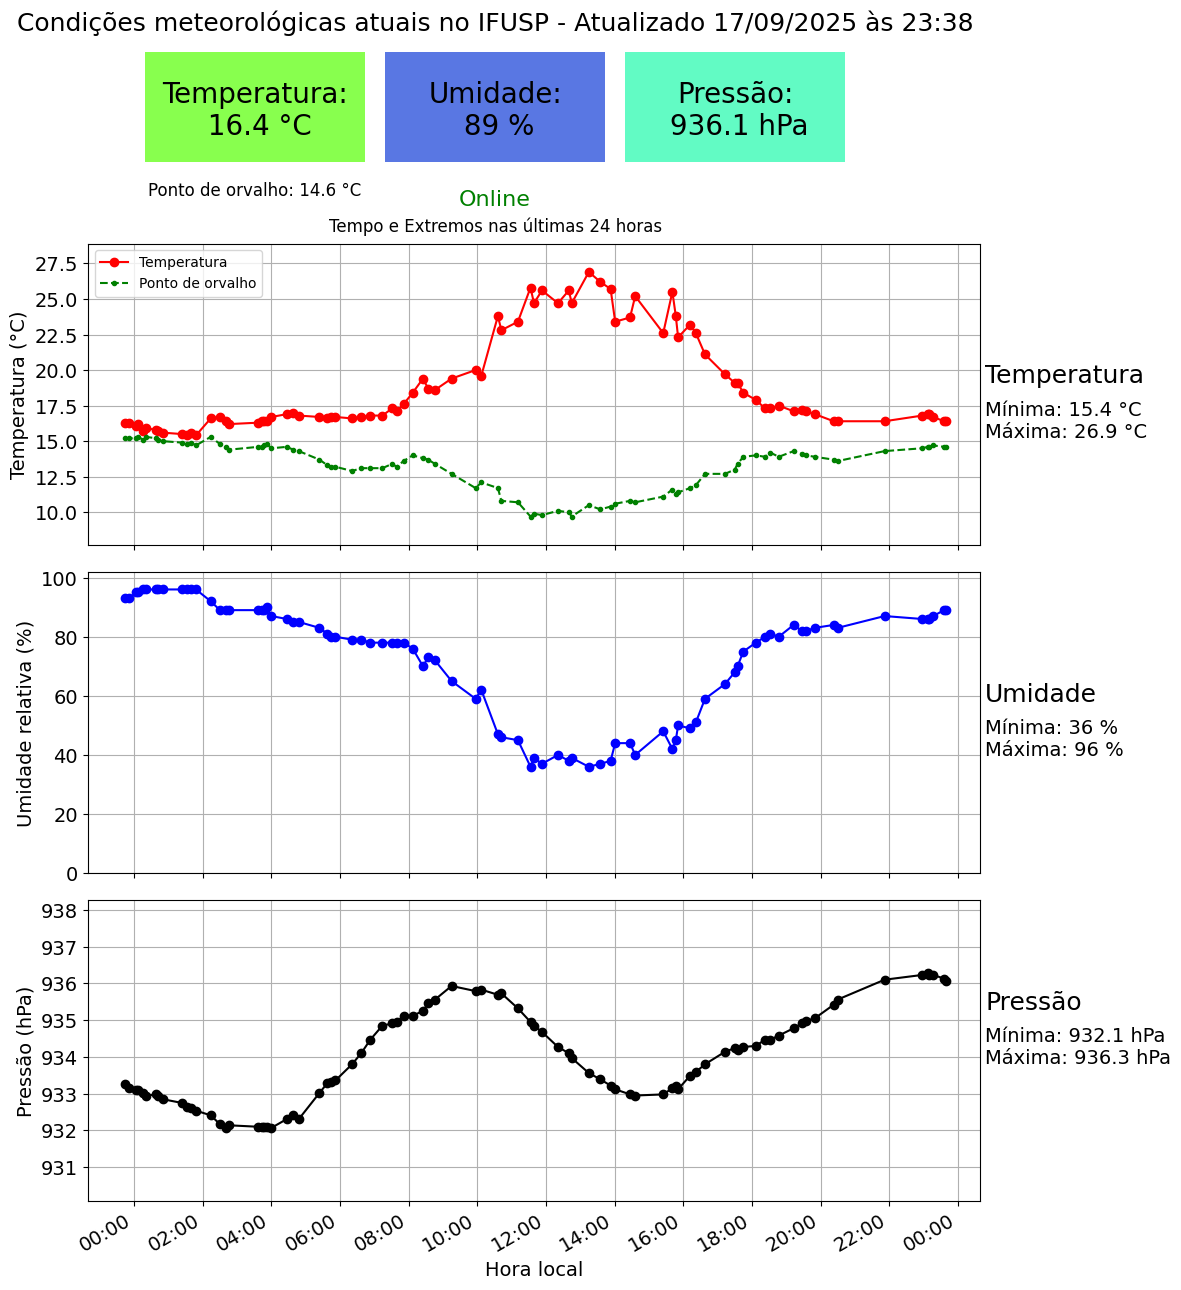 Condições meteorológicas atuais no IFUSP - Atualizado 17/09/2025 às 23:38
Temperatura:
16.4 °C
Umidade:
89 %
Pressão:
936.1 hPa
Ponto de orvalho: 14.6 °C
Online
Tempo e Extremos nas últimas 24 horas
Temperatura (°C)
27.5
25.0
22.5
20.0
17.5
15.0
12.5
10.0
Temperatura
Ponto de orvalho
Temperatura
Mínima: 15.4 °C
Máxima: 26.9 °C
Umidade relativa (%)
100
80
60
40
20
0
Umidade
Mínima: 36 %
Máxima: 96 %
Pressão (hPa)
938
937
936
935
934
933
932
931
Pressão
Mínima: 932.1 hPa
Máxima: 936.3 hPa
00:00 02:00 04:00 06:00 08:00 10:00 12:00 14:00 16:00 18:00 20:00 22:00 00:00
Hora local